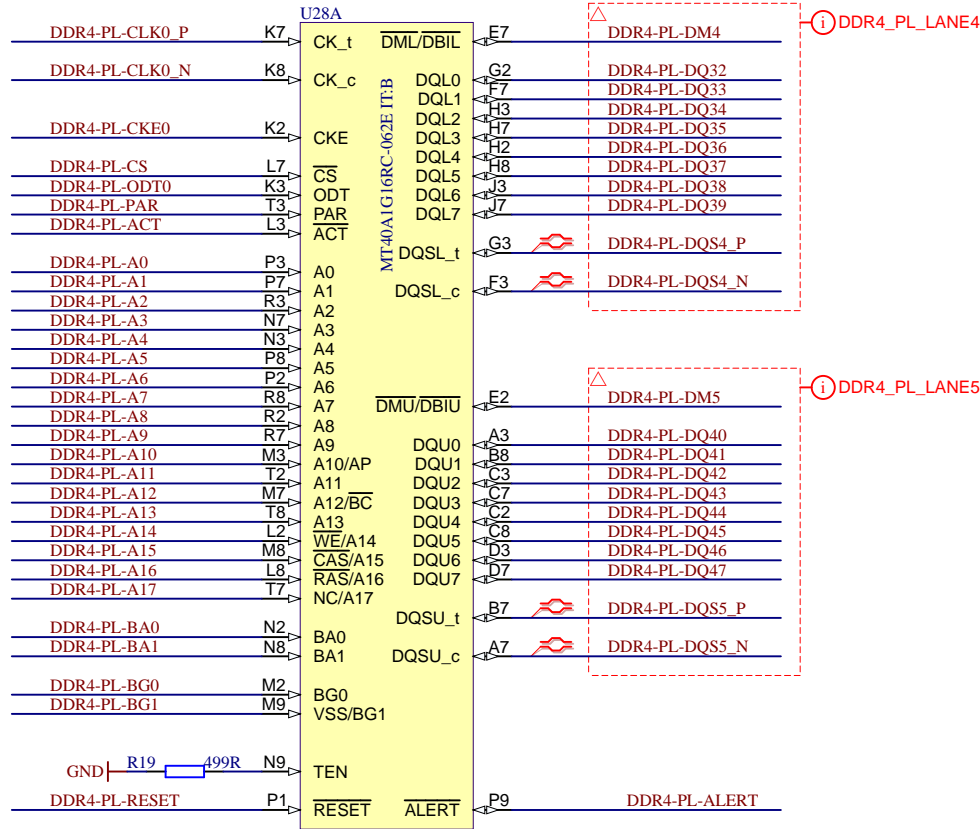 U28A
DDR4-PL-CLK0_P K7 CK_t DML/DBIL E7 DDR4-PL-DM4 i DDR4_PL_LANE4
DDR4-PL-CLK0_N K8 CK_c DQL0 G2 DDR4-PL-DQ32
DQL1 F7 DDR4-PL-DQ33
DQL2 H3 DDR4-PL-DQ34
DDR4-PL-CKE0 K2 CKE DQL3 H7 DDR4-PL-DQ35
DQL4 H2 DDR4-PL-DQ36
DDR4-PL-CS L7 CS DQL5 H8 DDR4-PL-DQ37
DDR4-PL-ODT0 K3 ODT DQL6 J3 DDR4-PL-DQ38
DDR4-PL-PAR T3 PAR DQL7 J7 DDR4-PL-DQ39
DDR4-PL-ACT L3 ACT
MT40A1G16RC-062E IT:B
DQSL_t G3 DDR4-PL-DQS4_P
DDR4-PL-A0 P3 A0
DDR4-PL-A1 P7 A1 DQSL_c F3 DDR4-PL-DQS4_N
DDR4-PL-A2 R3 A2
DDR4-PL-A3 N7 A3
DDR4-PL-A4 N3 A4
DDR4-PL-A5 P8 A5
DDR4-PL-A6 P2 A6 i DDR4_PL_LANE5
DDR4-PL-A7 R8 A7 DMU/DBIU E2 DDR4-PL-DM5
DDR4-PL-A8 R2 A8
DDR4-PL-A9 R7 A9 DQU0 A3 DDR4-PL-DQ40
DDR4-PL-A10 M3 A10/AP DQU1 B8 DDR4-PL-DQ41
DDR4-PL-A11 T2 A11 DQU2 C3 DDR4-PL-DQ42
DDR4-PL-A12 M7 A12/BC DQU3 C7 DDR4-PL-DQ43
DDR4-PL-A13 T8 A13 DQU4 C2 DDR4-PL-DQ44
DDR4-PL-A14 L2 WE/A14 DQU5 C8 DDR4-PL-DQ45
DDR4-PL-A15 M8 CAS/A15 DQU6 D3 DDR4-PL-DQ46
DDR4-PL-A16 L8 RAS/A16 DQU7 D7 DDR4-PL-DQ47
DDR4-PL-A17 T7 NC/A17
DQSU_t B7 DDR4-PL-DQS5_P
DDR4-PL-BA0 N2 BA0
DDR4-PL-BA1 N8 BA1 DQSU_c A7 DDR4-PL-DQS5_N
DDR4-PL-BG0 M2 BG0
DDR4-PL-BG1 M9 VSS/BG1
GND R19 499R N9 TEN
DDR4-PL-RESET P1 RESET ALERT P9 DDR4-PL-ALERT